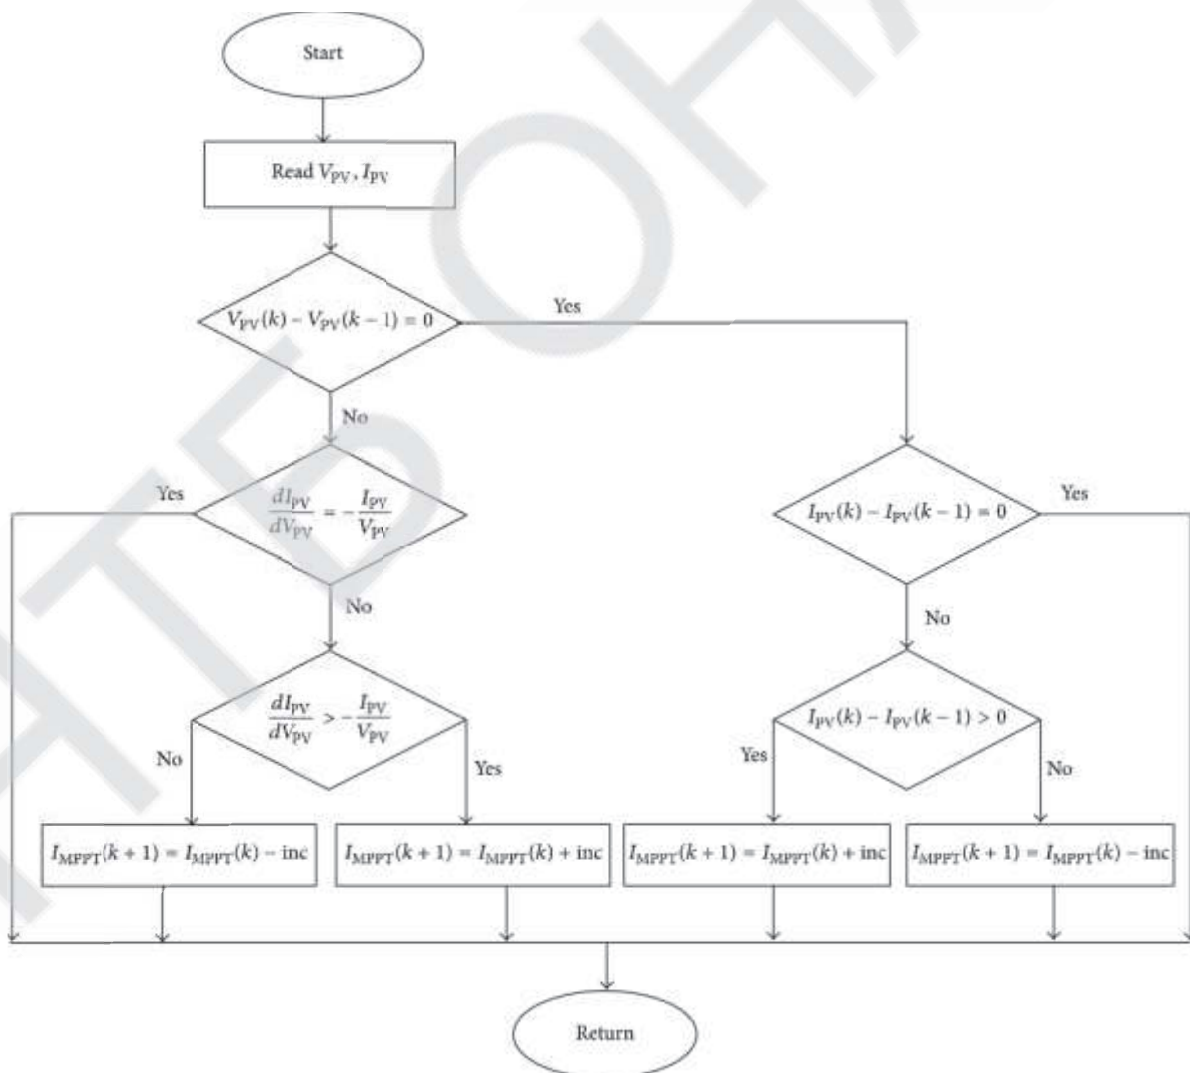 Start
Read V_PV, I_PV
V_PV(k) − V_PV(k − 1) = 0
Yes
No
Yes
dI_PV/dV_PV = −I_PV/V_PV
I_PV(k) − I_PV(k − 1) = 0
Yes
No
No
dI_PV/dV_PV > −I_PV/V_PV
I_PV(k) − I_PV(k − 1) > 0
No
Yes
Yes
No
I_MPPT(k + 1) = I_MPPT(k) − inc
I_MPPT(k + 1) = I_MPPT(k) + inc
I_MPPT(k + 1) = I_MPPT(k) + inc
I_MPPT(k + 1) = I_MPPT(k) − inc
Return